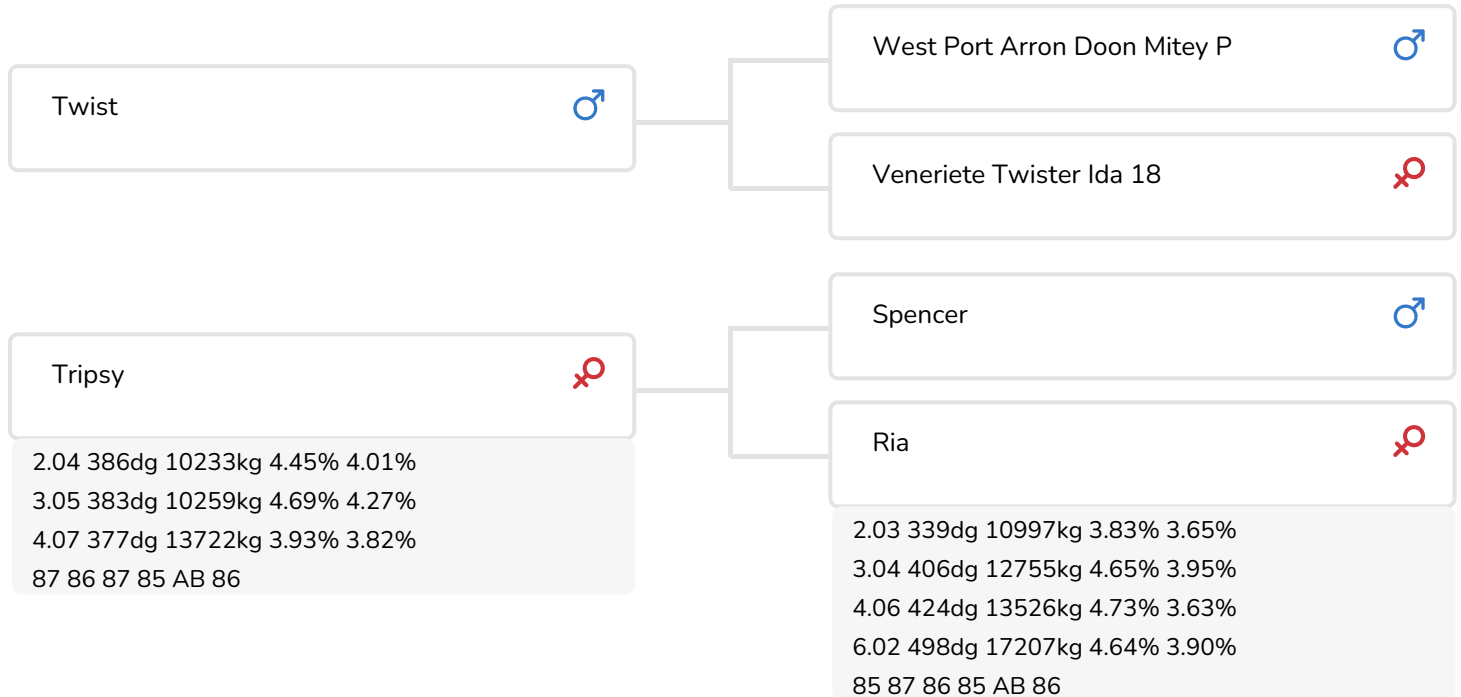 West Port Arron Doon Mitey P
Twist
Veneriete Twister Ida 18
Spencer
Tripsy
2.04 386dg 10233kg 4.45% 4.01%
3.05 383dg 10259kg 4.69% 4.27%
4.07 377dg 13722kg 3.93% 3.82%
87 86 87 85 AB 86
Ria
2.03 339dg 10997kg 3.83% 3.65%
3.04 406dg 12755kg 4.65% 3.95%
4.06 424dg 13526kg 4.73% 3.63%
6.02 498dg 17207kg 4.64% 3.90%
85 87 86 85 AB 86